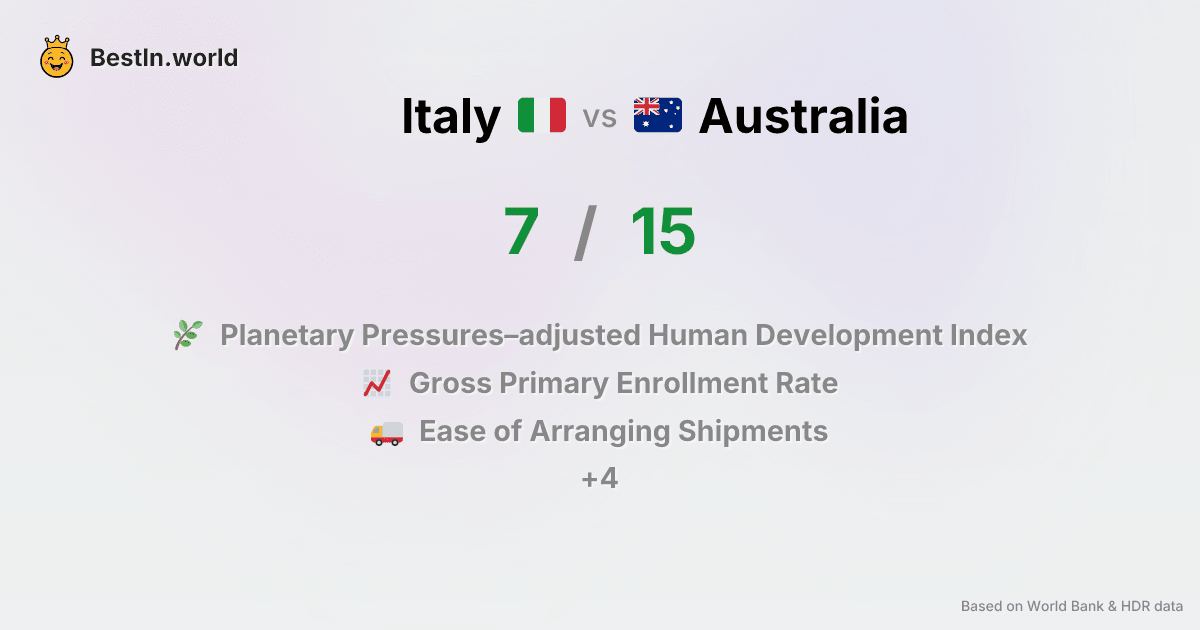 BestIn.world
Italy vs Australia
7 / 15
Planetary Pressures–adjusted Human Development Index
Gross Primary Enrollment Rate
Ease of Arranging Shipments
+4
Based on World Bank & HDR data